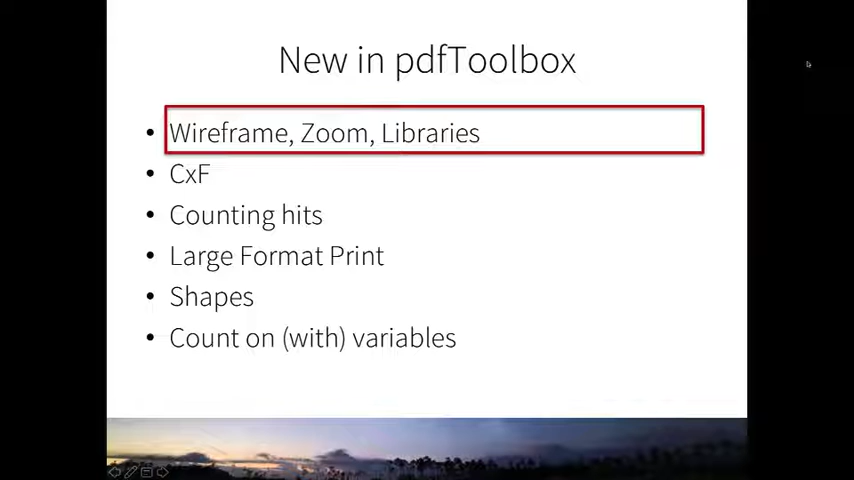 New in pdfToolbox
• Wireframe, Zoom, Libraries
• CxF
• Counting hits
• Large Format Print
• Shapes
• Count on (with) variables